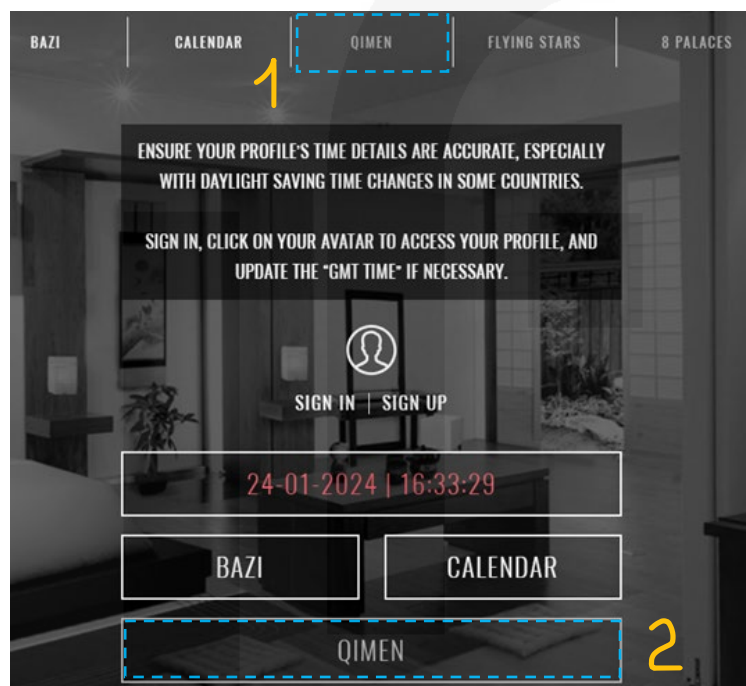 BAZI CALENDAR QIMEN FLYING STARS 8 PALACES
1
ENSURE YOUR PROFILE'S TIME DETAILS ARE ACCURATE, ESPECIALLY
WITH DAYLIGHT SAVING TIME CHANGES IN SOME COUNTRIES.
SIGN IN, CLICK ON YOUR AVATAR TO ACCESS YOUR PROFILE, AND
UPDATE THE "GMT TIME" IF NECESSARY.
SIGN IN | SIGN UP
24-01-2024 | 16:33:29
BAZI CALENDAR
QIMEN 2